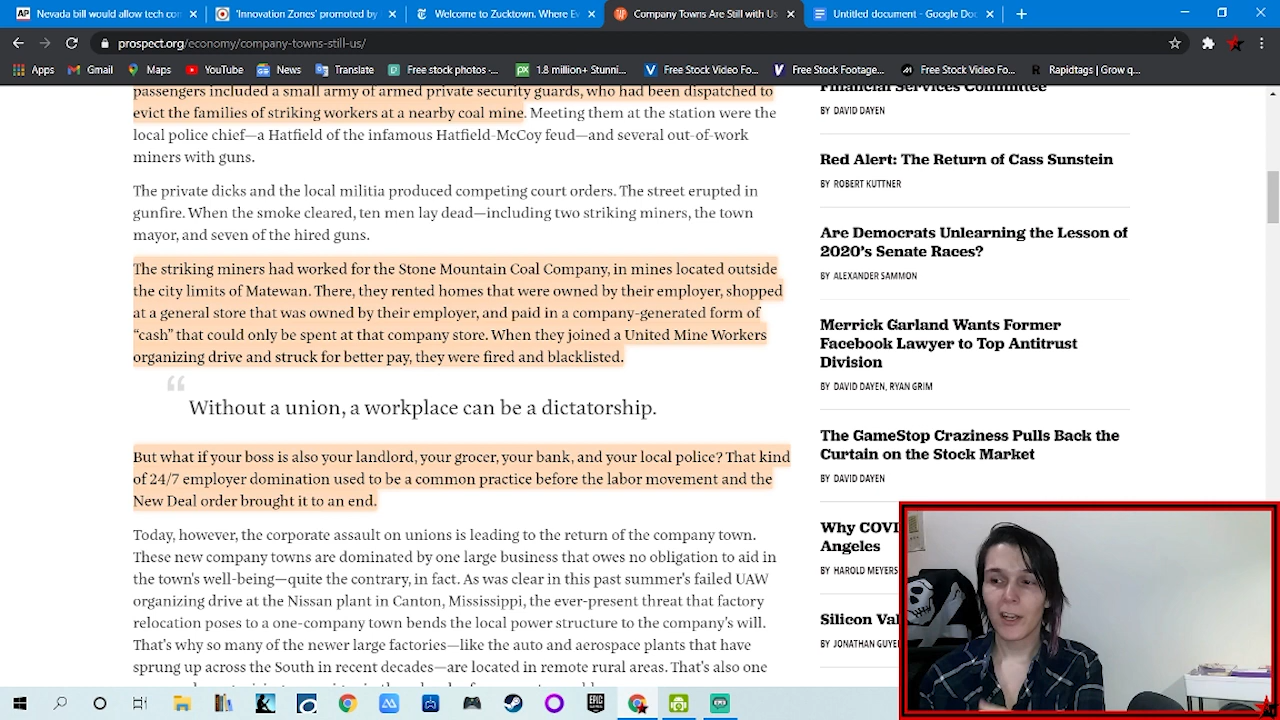 Nevada bill would allow tech con
'Innovation Zones' promoted by
Welcome to Zucktown. Where Ev
Company Towns Are Still with Us
Untitled document - Google Doc
prospect.org/economy/company-towns-still-us/
Apps
Gmail
Maps
YouTube
News
Translate
Free stock photos -...
1.8 million+ Stunni...
Free Stock Video Fo...
Free Stock Footage...
Free Stock Video Fo...
Rapidtags | Grow q...
passengers included a small army of armed private security guards, who had been dispatched to
evict the families of striking workers at a nearby coal mine. Meeting them at the station were the
local police chief—a Hatfield of the infamous Hatfield-McCoy feud—and several out-of-work
miners with guns.
The private dicks and the local militia produced competing court orders. The street erupted in
gunfire. When the smoke cleared, ten men lay dead—including two striking miners, the town
mayor, and seven of the hired guns.
The striking miners had worked for the Stone Mountain Coal Company, in mines located outside
the city limits of Matewan. There, they rented homes that were owned by their employer, shopped
at a general store that was owned by their employer, and paid in a company-generated form of
“cash” that could only be spent at that company store. When they joined a United Mine Workers
organizing drive and struck for better pay, they were fired and blacklisted.
“
Without a union, a workplace can be a dictatorship.
But what if your boss is also your landlord, your grocer, your bank, and your local police? That kind
of 24/7 employer domination used to be a common practice before the labor movement and the
New Deal order brought it to an end.
Today, however, the corporate assault on unions is leading to the return of the company town.
These new company towns are dominated by one large business that owes no obligation to aid in
the town's well-being—quite the contrary, in fact. As was clear in this past summer's failed UAW
organizing drive at the Nissan plant in Canton, Mississippi, the ever-present threat that factory
relocation poses to a one-company town bends the local power structure to the company's will.
That's why so many of the newer large factories—like the auto and aerospace plants that have
sprung up across the South in recent decades—are located in remote rural areas. That's also one
Financial Services Committee
BY DAVID DAYEN
Red Alert: The Return of Cass Sunstein
BY ROBERT KUTTNER
Are Democrats Unlearning the Lesson of
2020's Senate Races?
BY ALEXANDER SAMMON
Merrick Garland Wants Former
Facebook Lawyer to Top Antitrust
Division
BY DAVID DAYEN, RYAN GRIM
The GameStop Craziness Pulls Back the
Curtain on the Stock Market
BY DAVID DAYEN
Why COVI
Angeles
BY HAROLD MEYERS
Silicon Val
BY JONATHAN GUYE